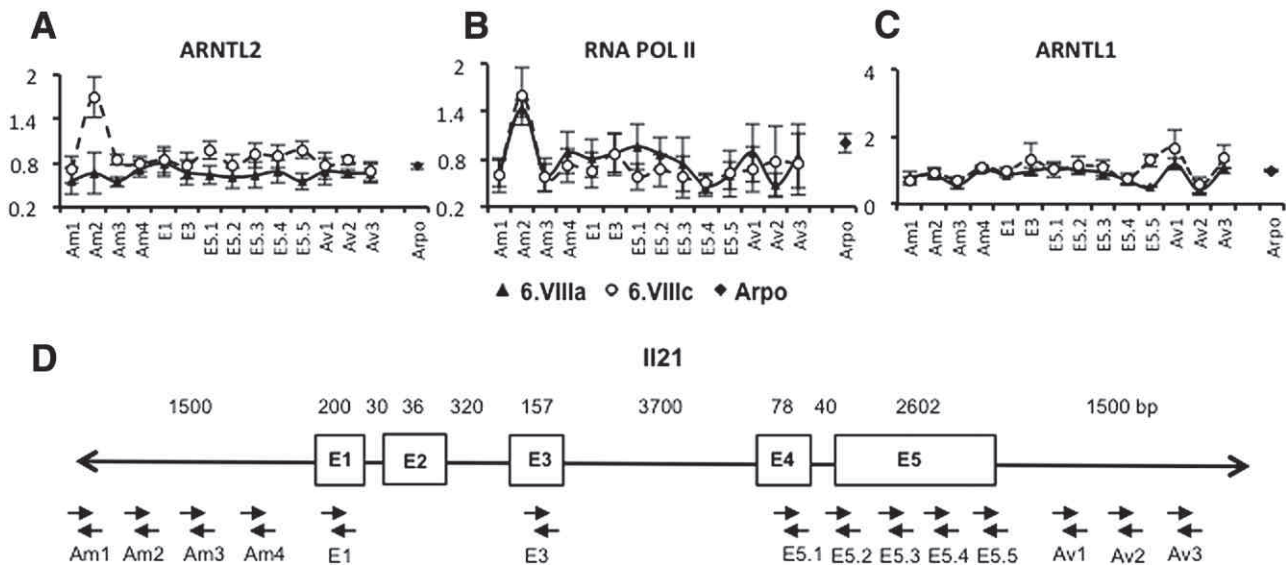 A
ARNTL2
2
1.4
0.8
0.2
Am1
Am2
Am3
Am4
E1
E3
E5.1
E5.2
E5.3
E5.4
E5.5
Av1
Av2
Av3
Arpo
B
RNA POL II
2
1.4
0.8
0.2
Am1
Am2
Am3
Am4
E1
E3
E5.1
E5.2
E5.3
E5.4
E5.5
Av1
Av2
Av3
Arpo
C
ARNTL1
4
2
0
Am1
Am2
Am3
Am4
E1
E3
E5.1
E5.2
E5.3
E5.4
E5.5
Av1
Av2
Av3
Arpo
6.VIIIa 6.VIIIc Arpo
D
Il21
1500 200 30 36 320 157 3700 78 40 2602 1500 bp
E1 E2 E3 E4 E5
Am1 Am2 Am3 Am4 E1 E3 E5.1 E5.2 E5.3 E5.4 E5.5 Av1 Av2 Av3